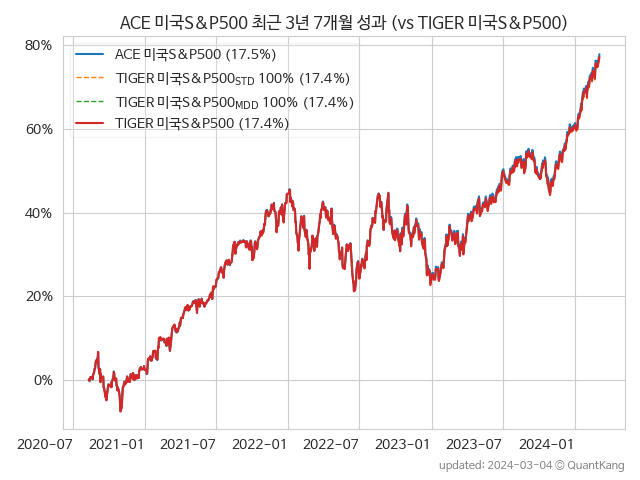 ACE 미국S&P500 최근 3년 7개월 성과 (vs TIGER 미국S&P500)
80%
60%
40%
20%
0%
ACE 미국S&P500 (17.5%)
TIGER 미국S&P500STD 100% (17.4%)
TIGER 미국S&P500MDD 100% (17.4%)
TIGER 미국S&P500 (17.4%)
2020-07 2021-01 2021-07 2022-01 2022-07 2023-01 2023-07 2024-01
updated: 2024-03-04 © QuantKang